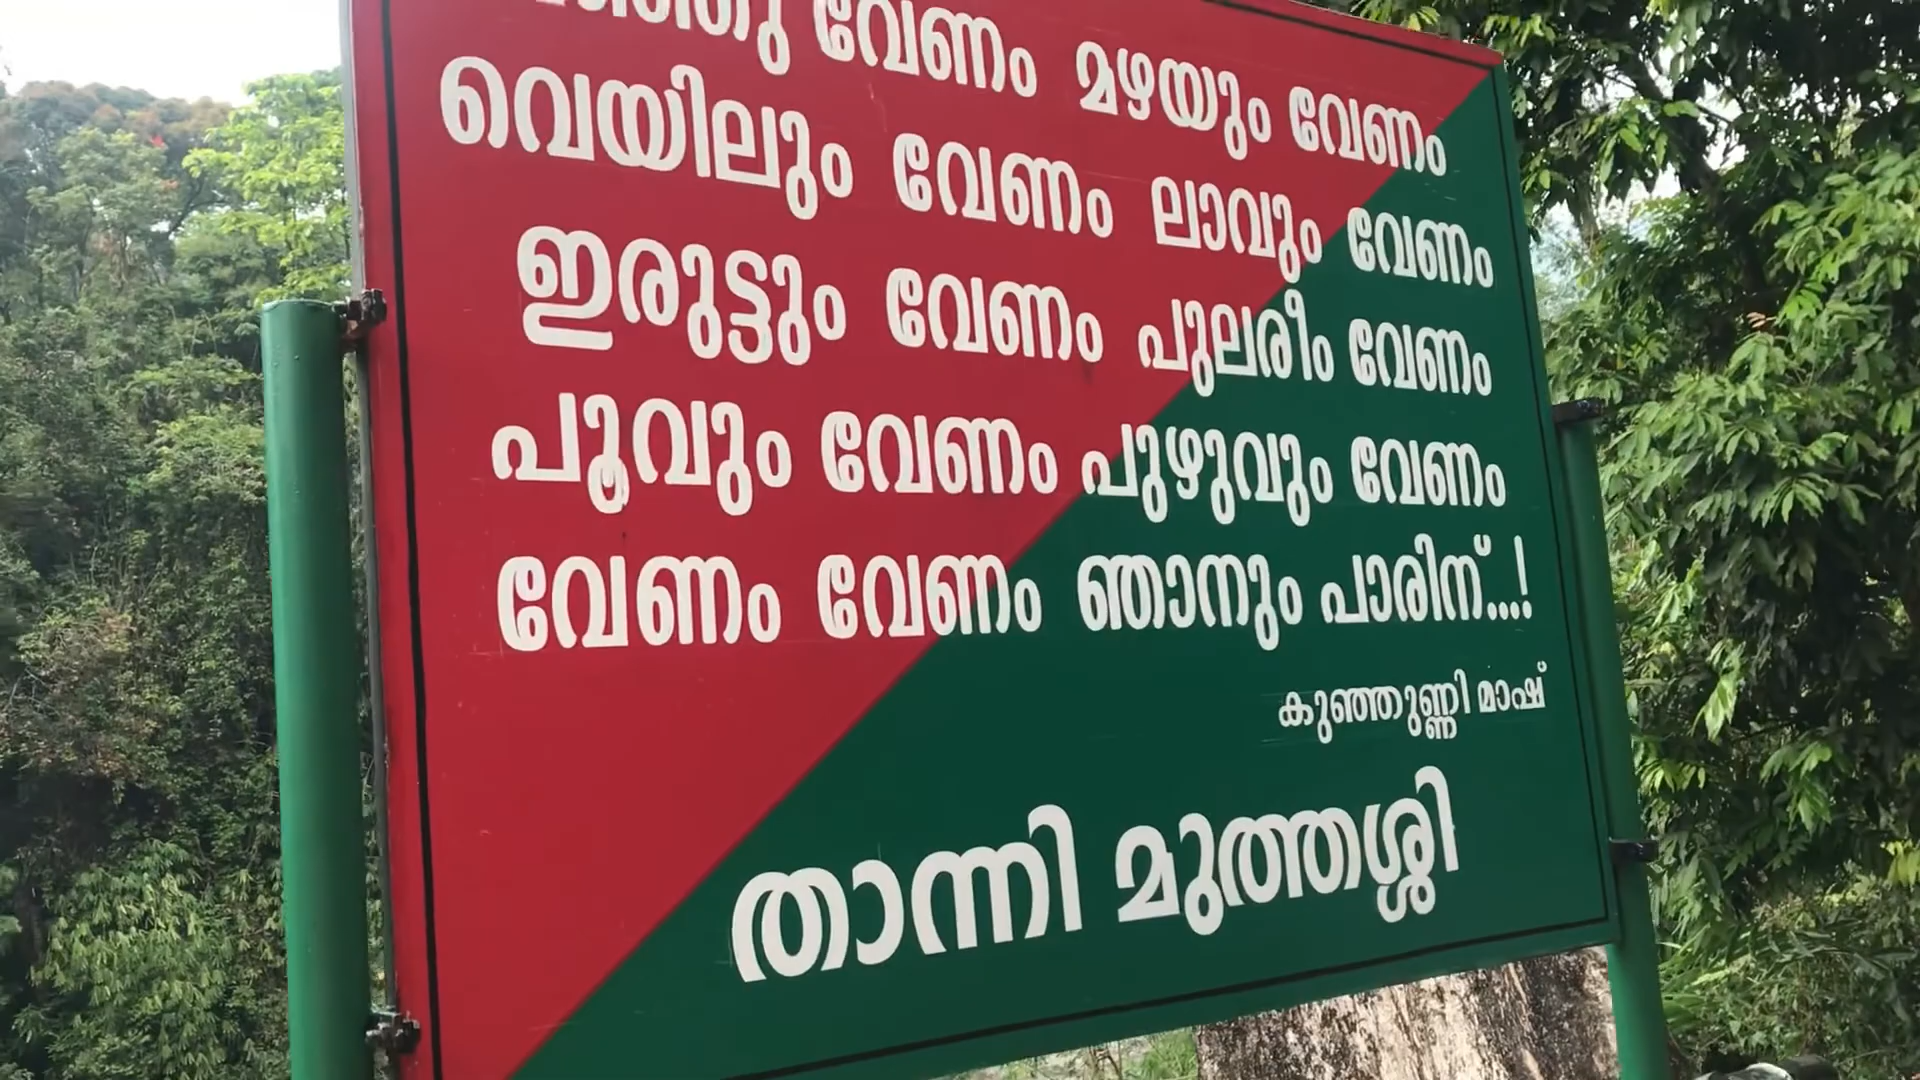 വേണം മഴയും വേണം
വെയിലും വേണം ലാവും വേണം
ഇരുട്ടും വേണം പുലരീം വേണം
പൂവും വേണം പുഴുവും വേണം
വേണം വേണം ഞാനും പാരിന്...!
കുഞ്ഞുണ്ണി മാഷ്
താന്നി മുത്തശ്ശി